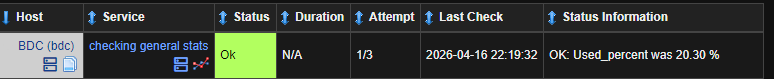 Host Service Status Duration Attempt Last Check Status Information
BDC (bdc) checking general stats Ok N/A 1/3 2026-04-16 22:19:32 OK: Used_percent was 20.30 %